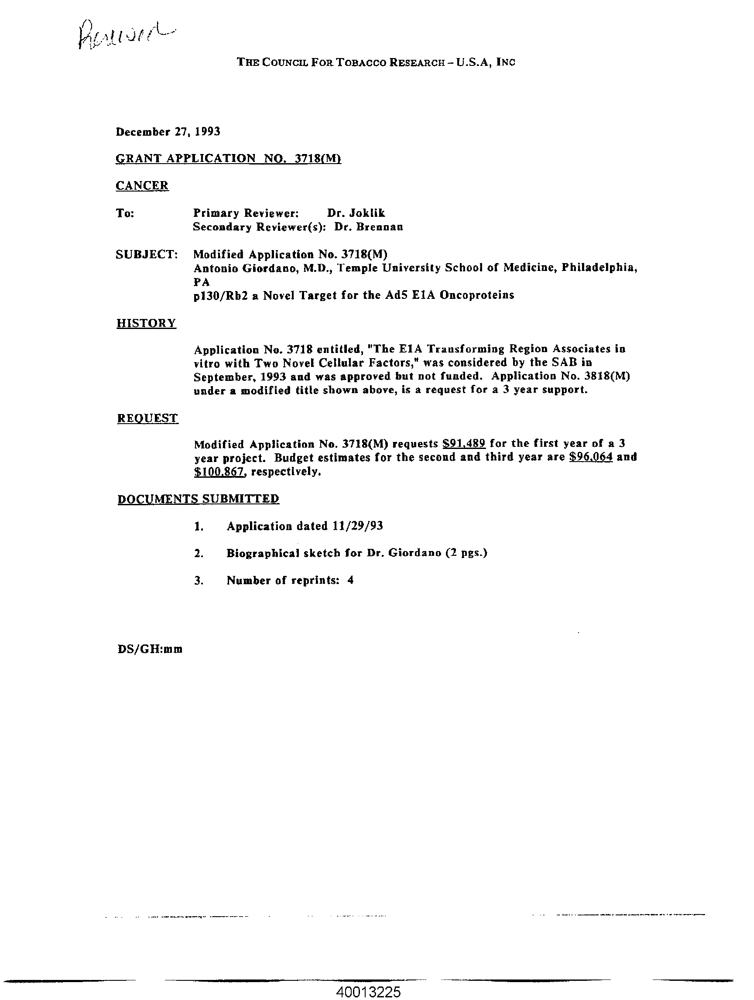 THE COUNCIL FOR TOBACCO RESEARCH – U.S.A, INC
December 27, 1993
GRANT APPLICATION NO. 3718(M)
CANCER
To: Primary Reviewer: Dr. Joklik
Secondary Reviewer(s): Dr. Brennan
SUBJECT: Modified Application No. 3718(M)
Antonio Giordano, M.D., Temple University School of Medicine, Philadelphia,
PA
p130/Rb2 a Novel Target for the Ad5 E1A Oncoproteins
HISTORY
Application No. 3718 entitled, "The E1A Transforming Region Associates in
vitro with Two Novel Cellular Factors," was considered by the SAB in
September, 1993 and was approved but not funded. Application No. 3818(M)
under a modified title shown above, is a request for a 3 year support.
REQUEST
Modified Application No. 3718(M) requests $91,489 for the first year of a 3
year project. Budget estimates for the second and third year are $96,064 and
$100,867, respectively.
DOCUMENTS SUBMITTED
1. Application dated 11/29/93
2. Biographical sketch for Dr. Giordano (2 pgs.)
3. Number of reprints: 4
DS/GH:mm
40013225